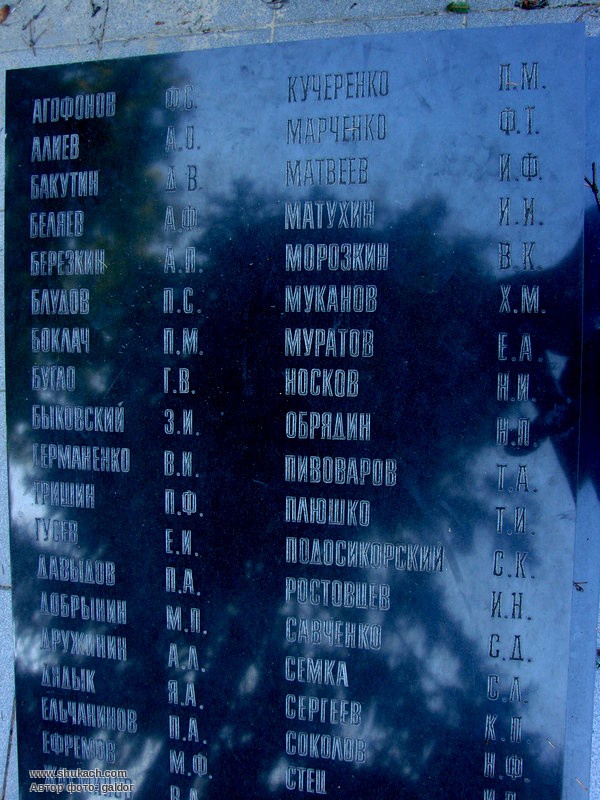 АГОФОНОВ Ф.С.
АЛИЕВ А.О.
БАКУТИН В.
БЕЛЯЕВ А.Ф.
БЕРЕЗКИН А.П.
БЛУДОВ П.С.
БОКЛАЧ П.М.
БУГЛО Г.В.
БЫКОВСКИЙ З.И.
ГЕРМАНЕНКО В.И.
ГРИШИН П.Ф.
ГУСЕВ Е.И.
ДАВЫДОВ П.А.
ДОБРЫНИН М.П.
ДРУЖИНИН А.Л.
ДЯДЫК Я.А.
ЕЛЬЧАНИНОВ П.А.
ЕФРЕМОВ М.Ф.
КУЧЕРЕНКО П.М.
МАРЧЕНКО Ф.Т.
МАТВЕЕВ И.Ф.
МАТУХИН И.И.
МОРОЗКИН В.К.
МУКАНОВ Х.М.
МУРАТОВ Е.А.
НОСКОВ Н.И.
ОБРЯДИН Н.П.
ПИВОВАРОВ Т.А.
ПЛЮШКО Т.И.
ПОДОСИКОРСКИЙ С.К.
РОСТОВЦЕВ И.Н.
САВЧЕНКО С.Д.
СЕМКА С.Л.
СЕРГЕЕВ К.П.
СОКОЛОВ Н.Ф.
СТЕЦ
www.shukach.com
Автор фото: galdor